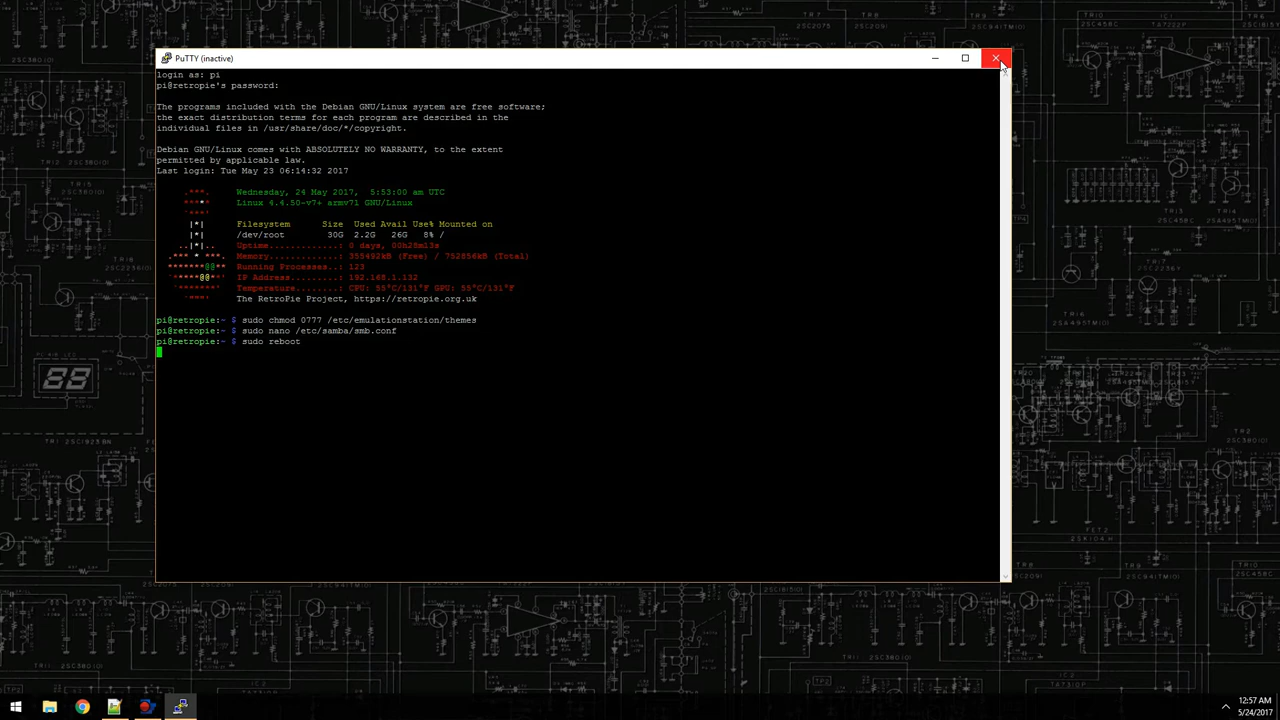 PuTTY (inactive)
login as: pi
pi@retropie's password:
The programs included with the Debian GNU/Linux system are free software;
the exact distribution terms for each program are described in the
individual files in /usr/share/doc/*/copyright.
Debian GNU/Linux comes with ABSOLUTELY NO WARRANTY, to the extent
permitted by applicable law.
Last login: Tue May 23 06:14:32 2017
Wednesday, 24 May 2017, 5:53:00 am UTC
Linux 4.4.50-v7+ armv7l GNU/Linux
Filesystem Size Used Avail Use% Mounted on
/dev/root 30G 2.2G 26G 8% /
Uptime.............: 0 days, 00h28m13s
Memory.............: 355492kB (Free) / 752856kB (Total)
Running Processes..: 123
IP Address.........: 192.168.1.132
Temperature........: CPU: 55°C/131°F GPU: 55°C/131°F
The RetroPie Project, https://retropie.org.uk
pi@retropie:~ $ sudo chmod 0777 /etc/emulationstation/themes
pi@retropie:~ $ sudo nano /etc/samba/smb.conf
pi@retropie:~ $ sudo reboot
88
12:57 AM
5/24/2017